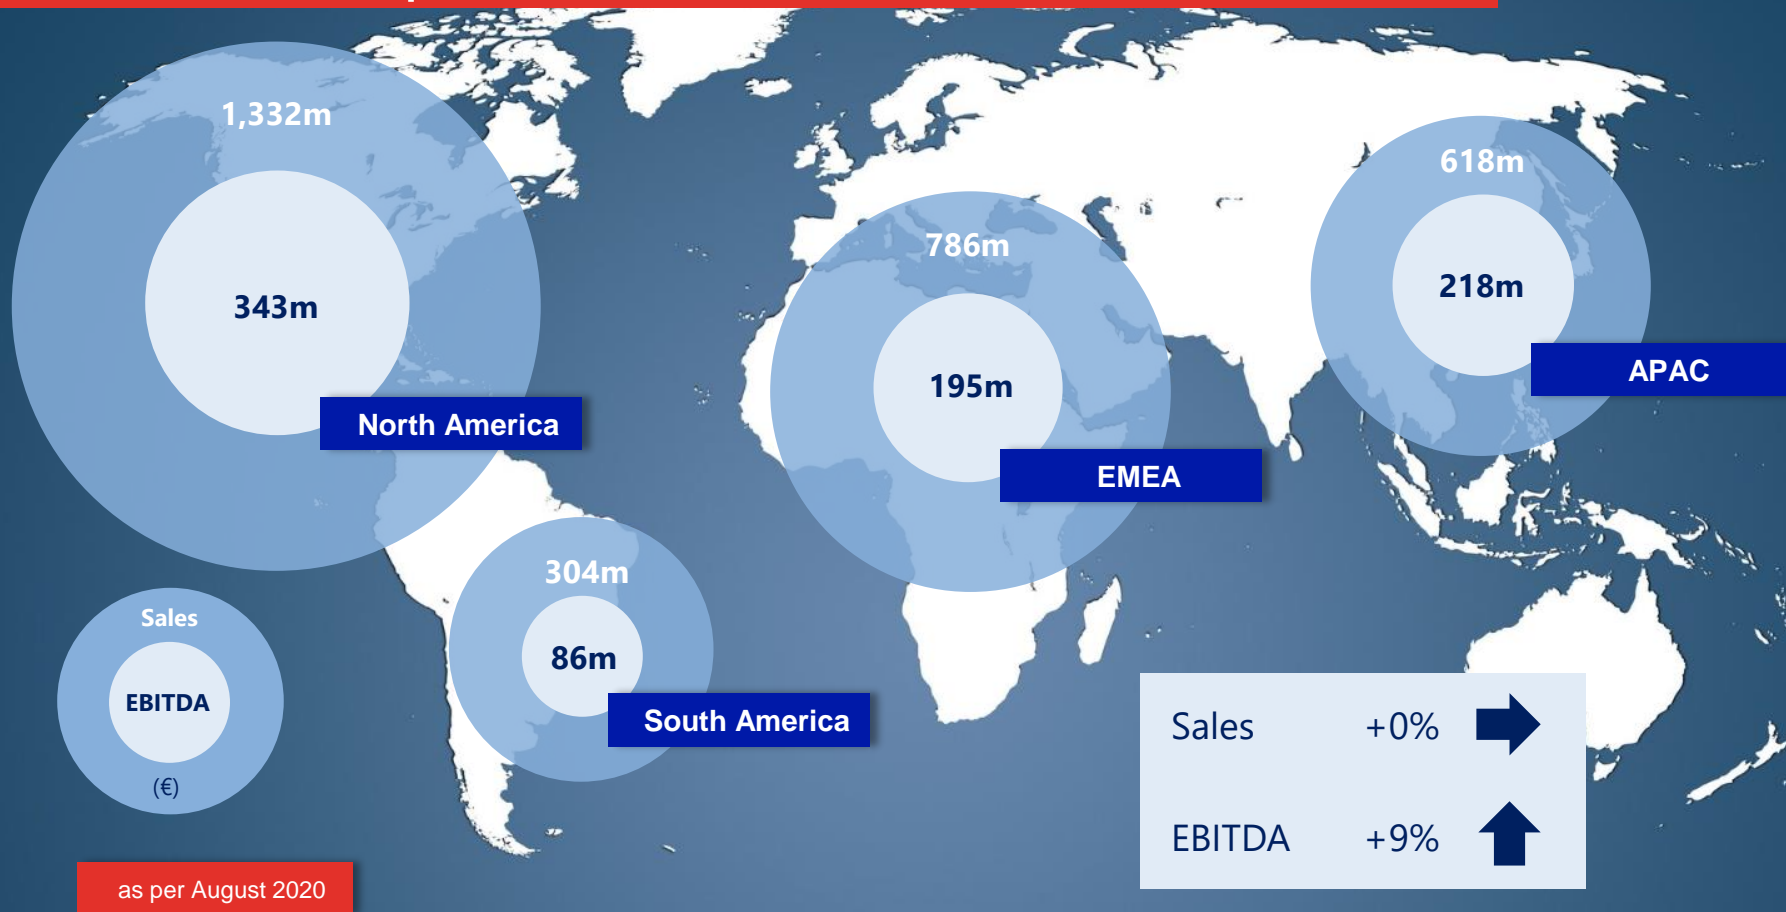 1,332m
343m
North America
786m
195m
EMEA
618m
218m
APAC
304m
86m
South America
Sales
EBITDA
(€)
Sales +0%
EBITDA +9%
as per August 2020